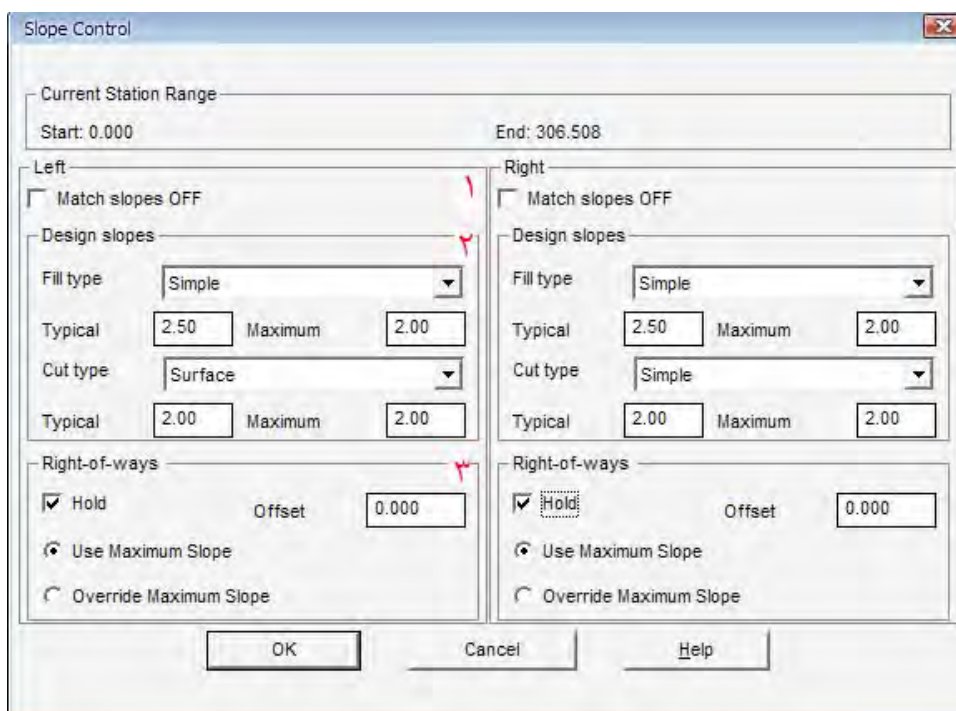 Slope Control
Current Station Range
Start: 0.000 End: 306.508
Left
۱
Match slopes OFF
Design slopes
۲
Fill type Simple
Typical 2.50 Maximum 2.00
Cut type Surface
Typical 2.00 Maximum 2.00
Right-of-ways
۳
Hold Offset 0.000
Use Maximum Slope
Override Maximum Slope
Right
Match slopes OFF
Design slopes
Fill type Simple
Typical 2.50 Maximum 2.00
Cut type Simple
Typical 2.00 Maximum 2.00
Right-of-ways
Hold Offset 0.000
Use Maximum Slope
Override Maximum Slope
OK Cancel Help